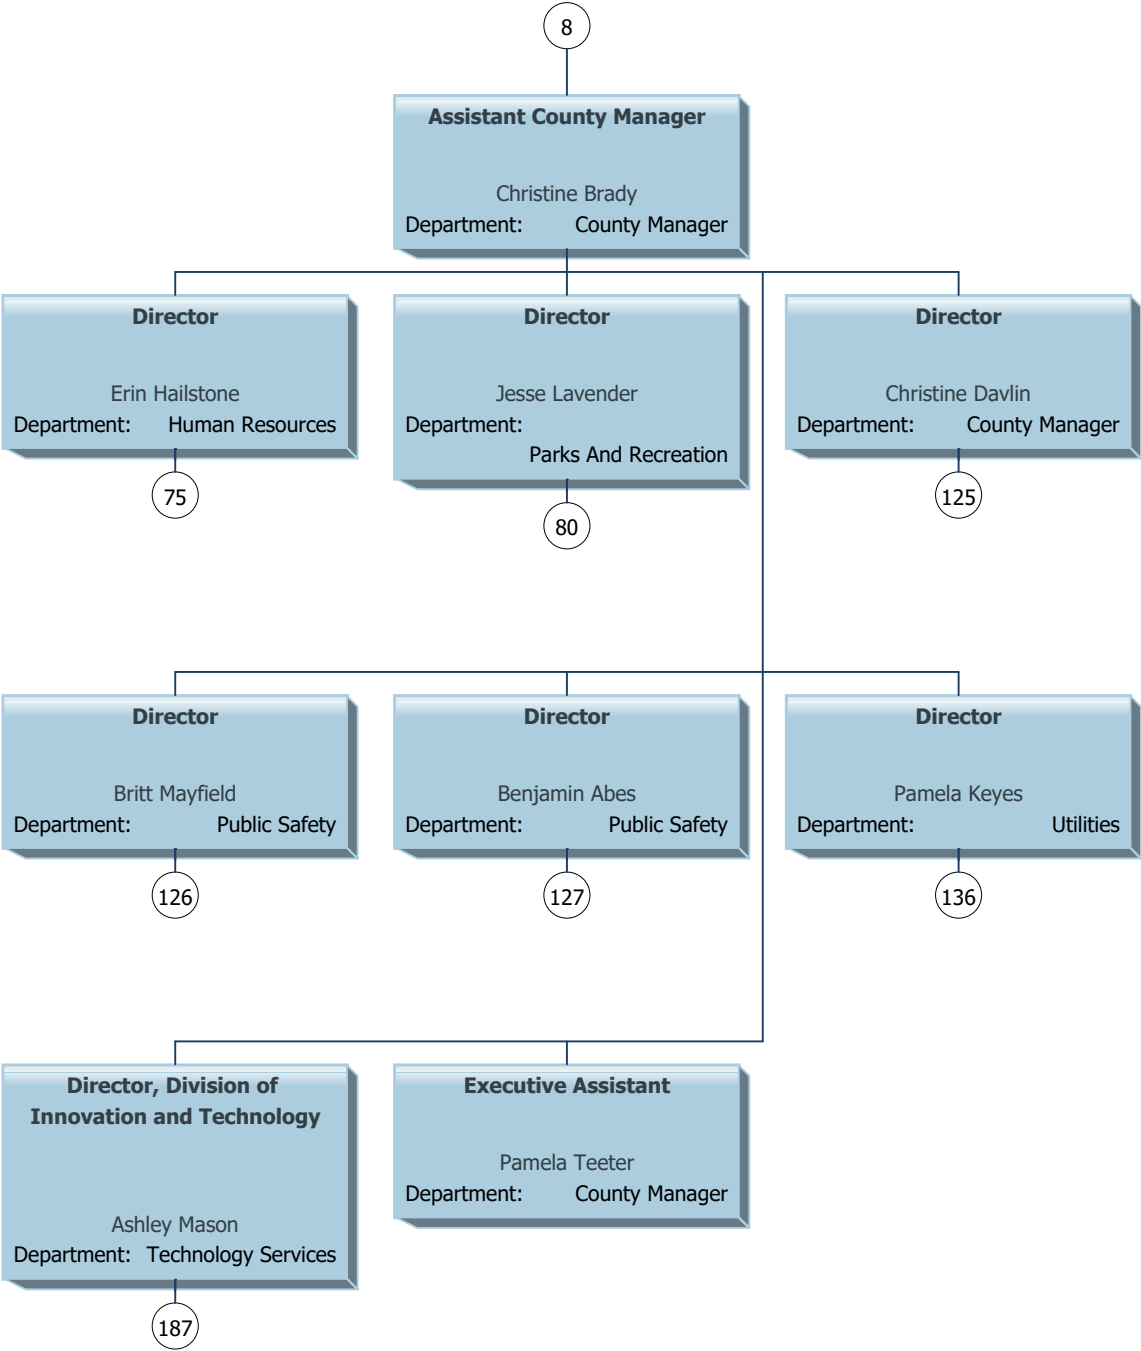 8
Assistant County Manager
Christine Brady
Department: County Manager
Director
Erin Hailstone
Department: Human Resources
75
Director
Jesse Lavender
Department:
Parks And Recreation
80
Director
Christine Davlin
Department: County Manager
125
Director
Britt Mayfield
Department: Public Safety
126
Director
Benjamin Abes
Department: Public Safety
127
Director
Pamela Keyes
Department: Utilities
136
Director, Division of
Innovation and Technology
Ashley Mason
Department: Technology Services
187
Executive Assistant
Pamela Teeter
Department: County Manager